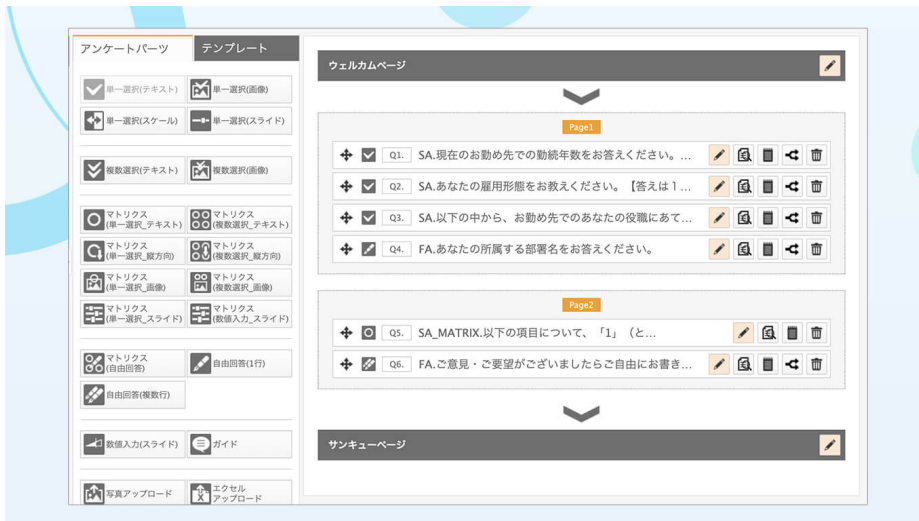 アンケートパーツ
テンプレート
単一選択(テキスト)
単一選択(画像)
単一選択(スケール)
単一選択(スライド)
複数選択(テキスト)
複数選択(画像)
マトリクス
(単一選択_テキスト)
マトリクス
(複数選択_テキスト)
マトリクス
(単一選択_縦方向)
マトリクス
(複数選択_縦方向)
マトリクス
(単一選択_画像)
マトリクス
(複数選択_画像)
マトリクス
(単一選択_スライド)
マトリクス
(数値入力_スライド)
マトリクス
(自由回答)
自由回答(1行)
自由回答(複数行)
数値入力(スライド)
ガイド
写真アップロード
エクセル
アップロード
ウェルカムページ
Page1
Q1. SA.現在のお勤め先での勤続年数をお答えください。...
Q2. SA.あなたの雇用形態をお教えください。【答えは１...
Q3. SA.以下の中から、お勤め先でのあなたの役職にあて...
Q4. FA.あなたの所属する部署名をお答えください。
Page2
Q5. SA_MATRIX.以下の項目について、「1」（と...
Q6. FA.ご意見・ご要望がございましたらご自由にお書き...
サンキューページ